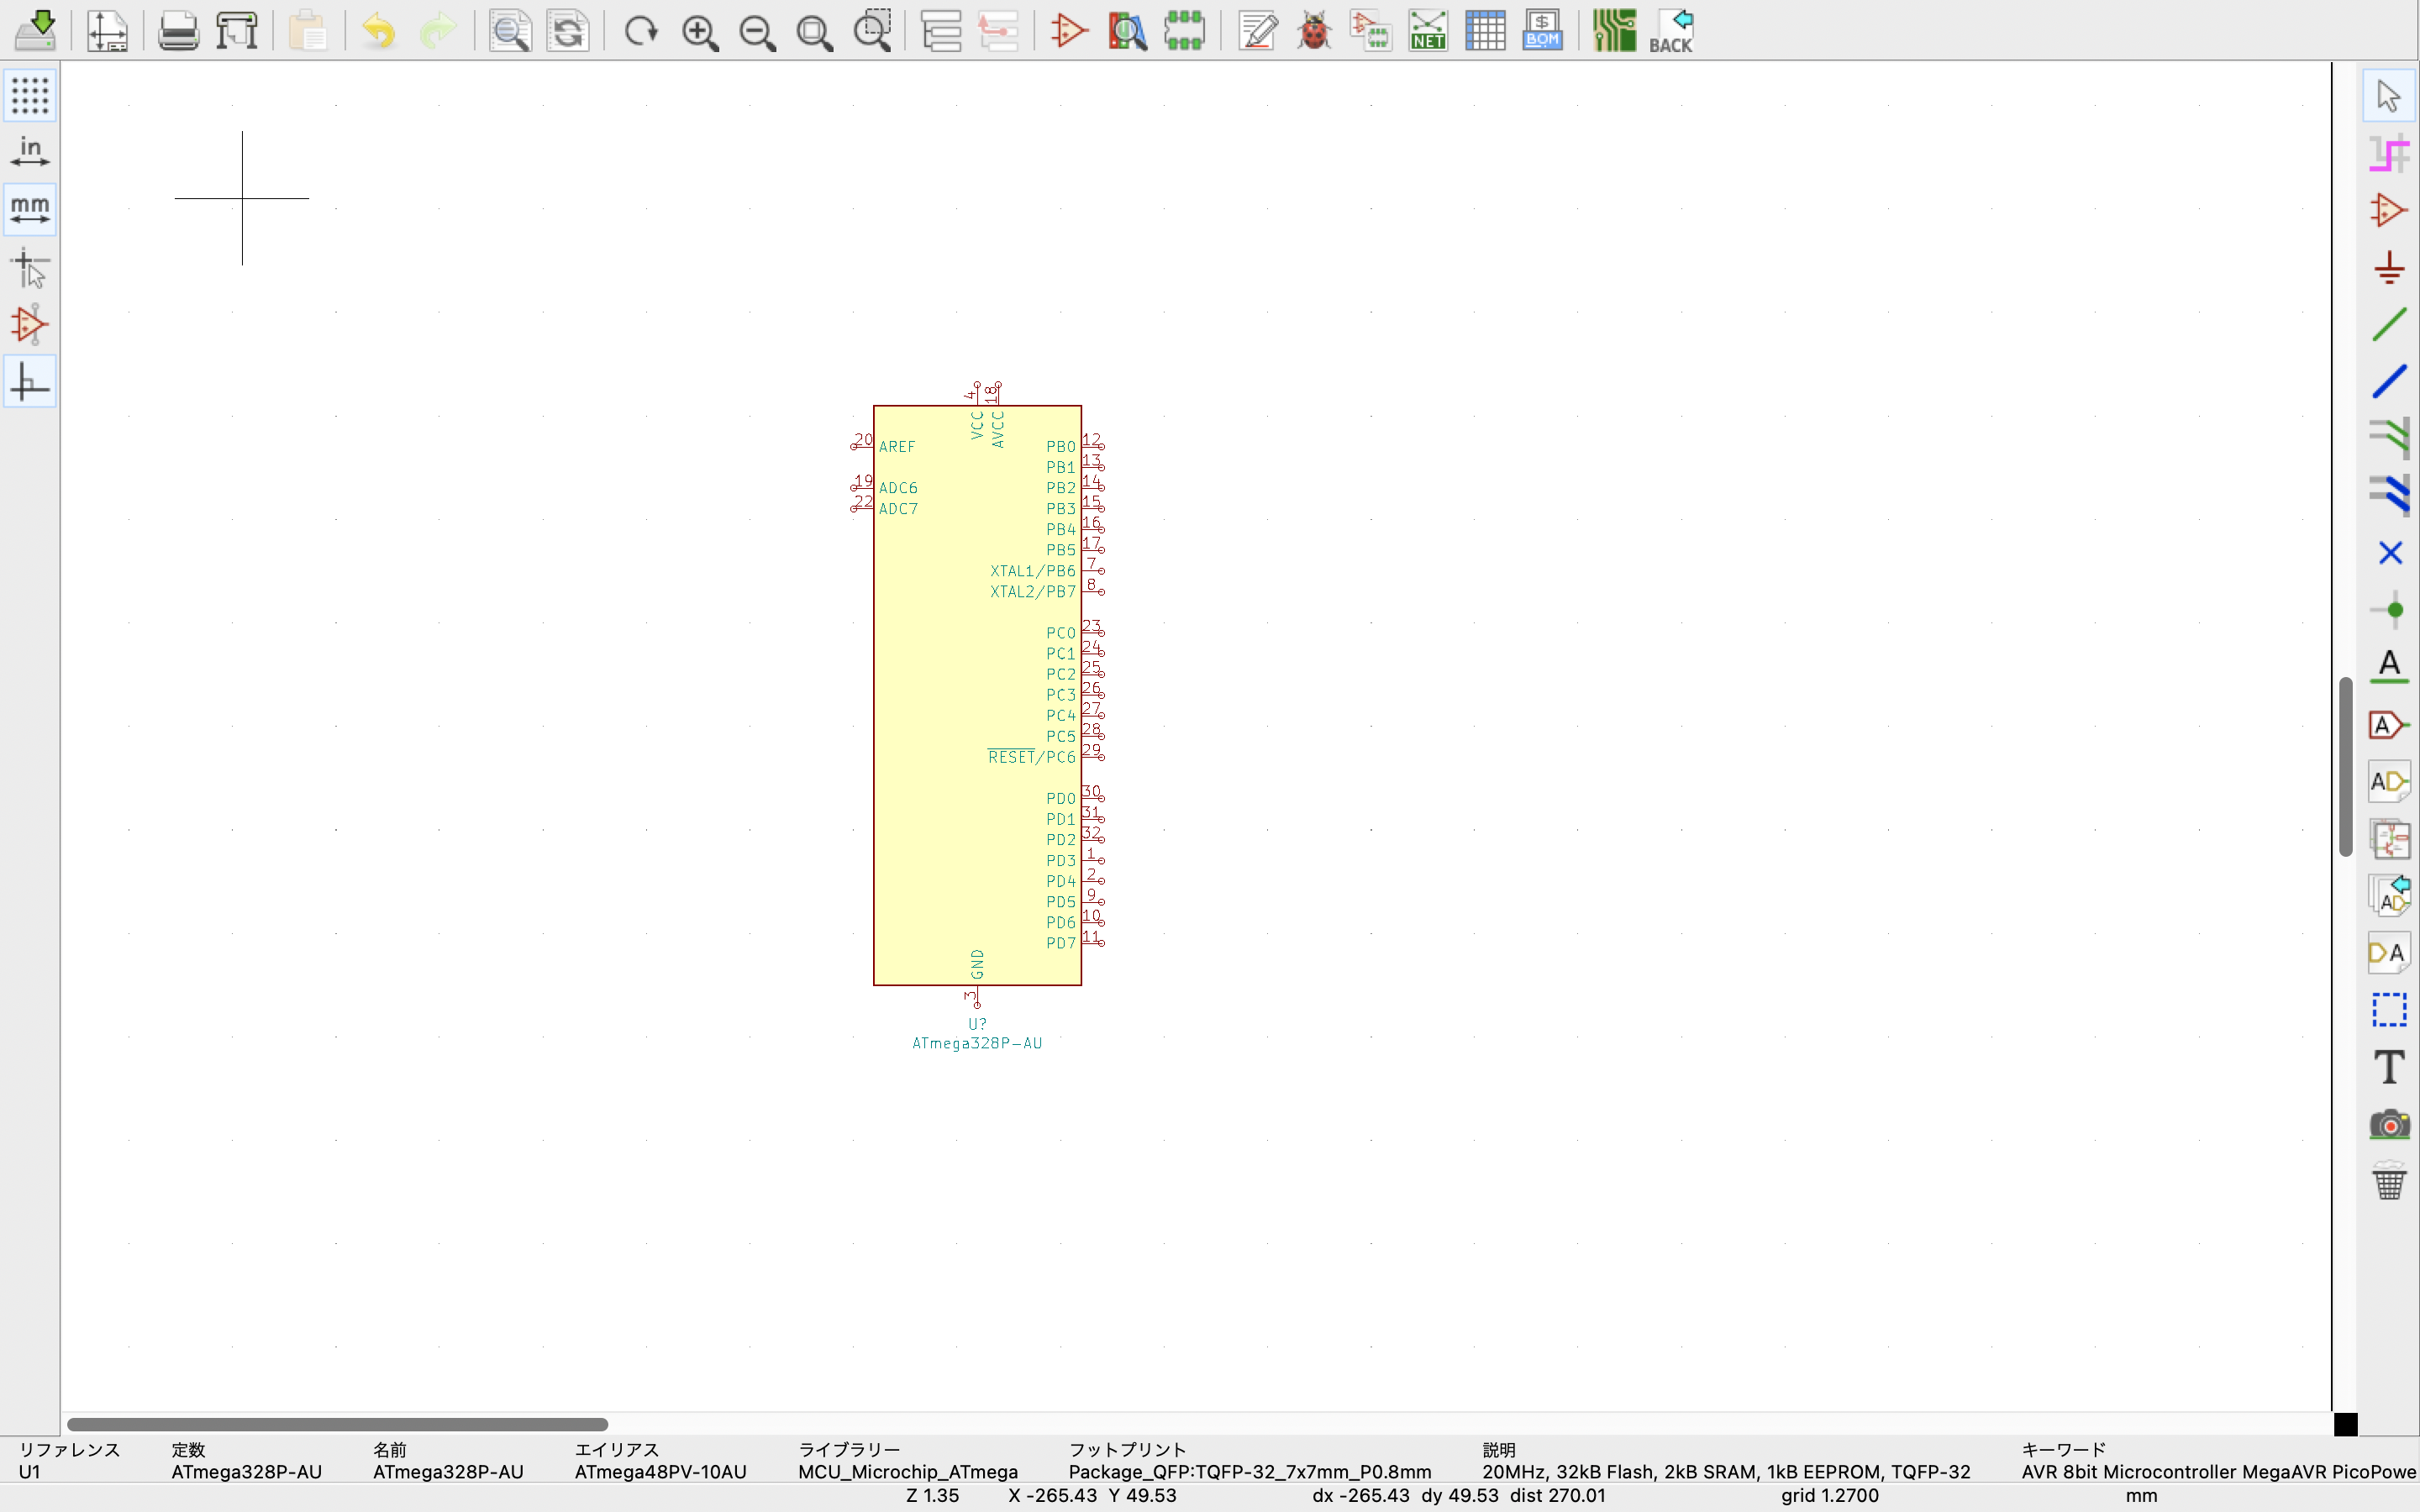 NET
$
BOM
BACK
in
mm
4
18
VCC
AVCC
20 AREF
19 ADC6
22 ADC7
PB0 12
PB1 13
PB2 14
PB3 15
PB4 16
PB5 17
XTAL1/PB6 7
XTAL2/PB7 8
PC0 23
PC1 24
PC2 25
PC3 26
PC4 27
PC5 28
RESET/PC6 29
PD0 30
PD1 31
PD2 32
PD3 1
PD4 2
PD5 9
PD6 10
PD7 11
GND
3
U?
ATmega328P-AU
A
A
AD
AD
DA
T
リファレンス 定数 名前 エイリアス ライブラリー フットプリント 説明 キーワード
U1 ATmega328P-AU ATmega328P-AU ATmega48PV-10AU MCU_Microchip_ATmega Package_QFP:TQFP-32_7x7mm_P0.8mm 20MHz, 32kB Flash, 2kB SRAM, 1kB EEPROM, TQFP-32 AVR 8bit Microcontroller MegaAVR PicoPowe
Z 1.35 X -265.43 Y 49.53 dx -265.43 dy 49.53 dist 270.01 grid 1.2700 mm